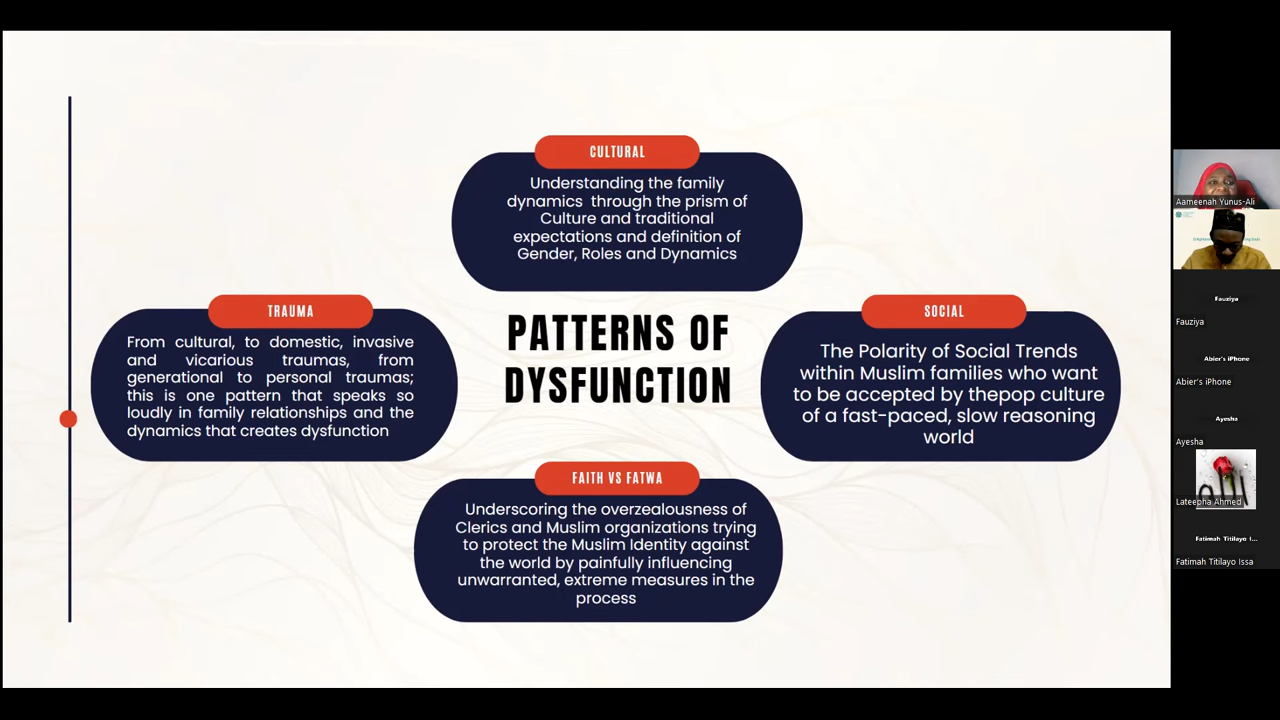 CULTURAL
Understanding the family
dynamics through the prism of
Culture and traditional
expectations and definition of
Gender, Roles and Dynamics
TRAUMA
From cultural, to domestic, invasive
and vicarious traumas, from
generational to personal traumas;
this is one pattern that speaks so
loudly in family relationships and the
dynamics that creates dysfunction
PATTERNS OF
DYSFUNCTION
SOCIAL
The Polarity of Social Trends
within Muslim families who want
to be accepted by thepop culture
of a fast-paced, slow reasoning
world
FAITH VS FATWA
Underscoring the overzealousness of
Clerics and Muslim organizations trying
to protect the Muslim Identity against
the world by painfully influencing
unwarranted, extreme measures in the
process
Aameenah Yunus-Ali
Fauziya
Fauziya
Abier's iPhone
Abier's iPhone
Ayesha
Ayesha
Lateepha Ahmed
Fatimah Titilayo I...
Fatimah Titilayo Issa